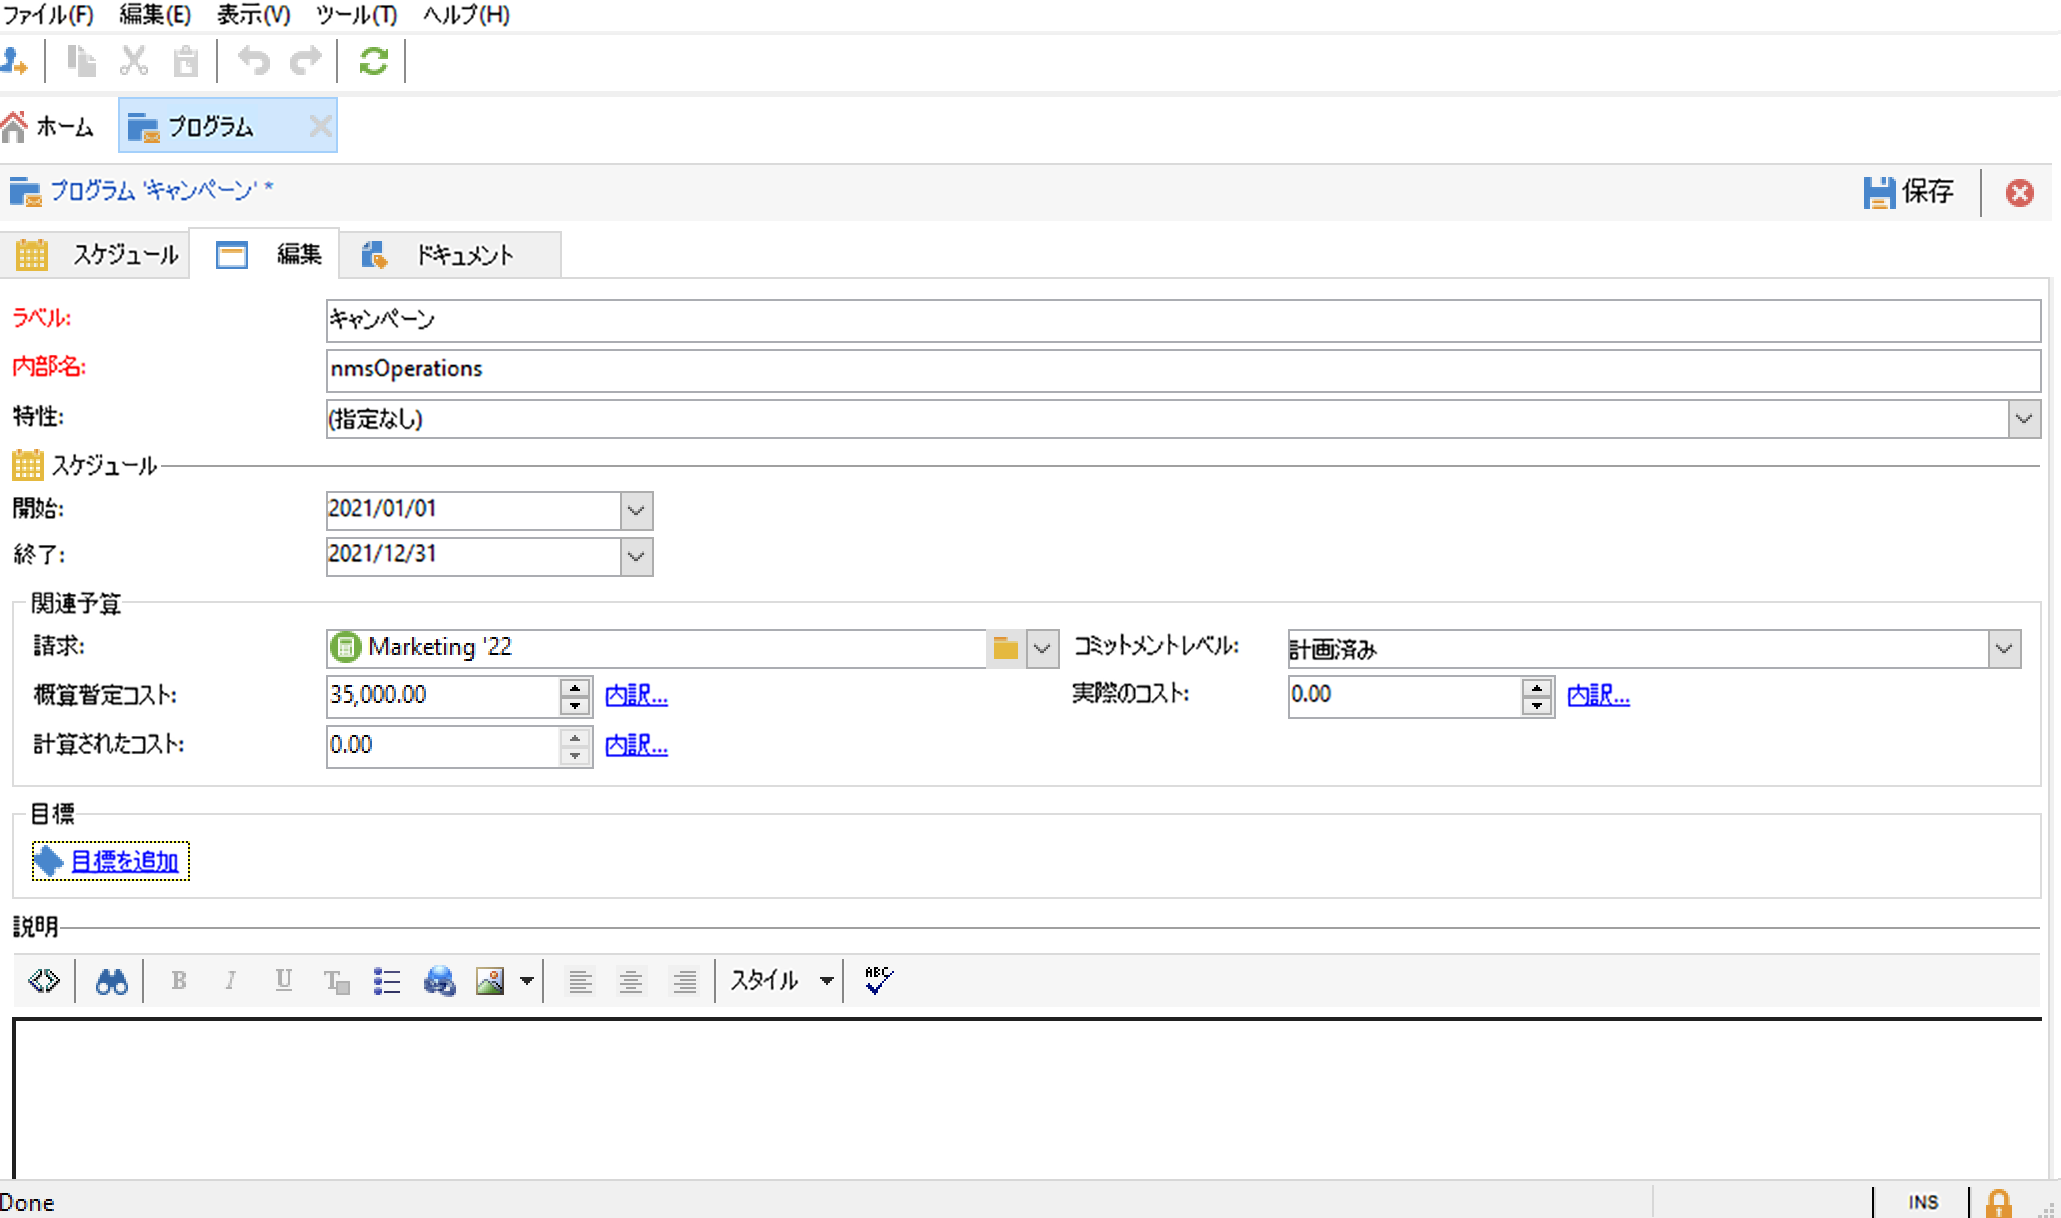 ファイル(F) 編集(E) 表示(V) ツール(T) ヘルプ(H)
ホーム プログラム
プログラム 'キャンペーン' * 保存
スケジュール 編集 ドキュメント
ラベル: キャンペーン
内部名: nmsOperations
特性: (指定なし)
スケジュール
開始: 2021/01/01
終了: 2021/12/31
関連予算
請求: Marketing '22 コミットメントレベル: 計画済み
概算暫定コスト: 35,000.00 内訳... 実際のコスト: 0.00 内訳...
計算されたコスト: 0.00 内訳...
目標
目標を追加
説明
B I U T スタイル ABC
Done INS